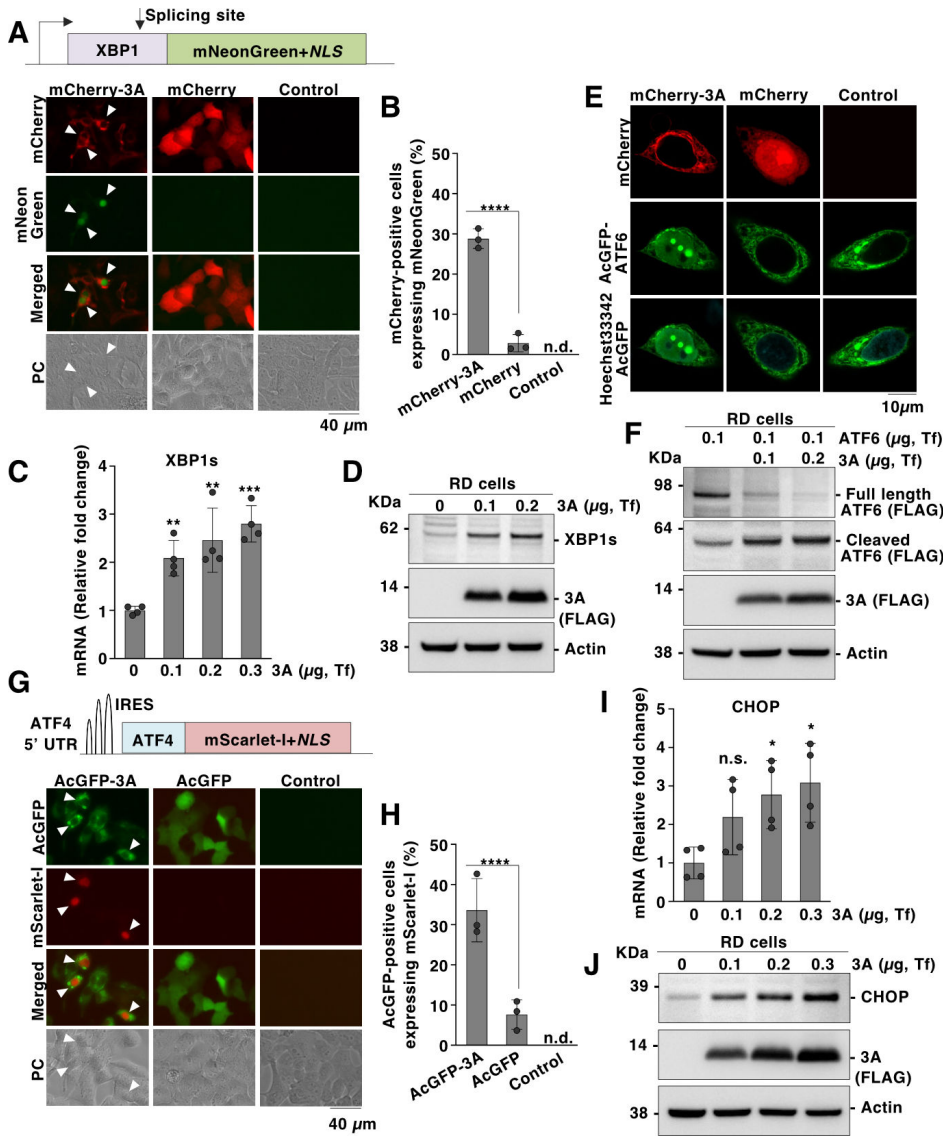 A
Splicing site
XBP1
mNeonGreen+NLS
mCherry-3A
mCherry
Control
mCherry
mNeon
Green
Merged
PC
40 µm
B
mCherry-positive cells
expressing mNeonGreen (%)
50
40
30
20
10
0
****
n.d.
mCherry-3A
mCherry
Control
E
mCherry-3A
mCherry
Control
mCherry
AcGFP-
ATF6
Hoechst33342
AcGFP
10µm
C
XBP1s
mRNA (Relative fold change)
4
3
2
1
0
**
**
***
0
0.1
0.2
0.3
3A (µg, Tf)
D
RD cells
KDa
0
0.1
0.2
3A (µg, Tf)
62
XBP1s
14
3A
(FLAG)
38
Actin
F
RD cells
0.1
0.1
0.1
ATF6 (µg, Tf)
KDa
0.1
0.2
3A (µg, Tf)
98
Full length
ATF6 (FLAG)
64
Cleaved
ATF6 (FLAG)
14
3A (FLAG)
38
Actin
G
IRES
ATF4
5' UTR
ATF4
mScarlet-I+NLS
AcGFP-3A
AcGFP
Control
AcGFP
mScarlet-I
Merged
PC
40 µm
H
AcGFP-positive cells
expressing mScarlet-I (%)
50
40
30
20
10
0
****
n.d.
AcGFP-3A
AcGFP
Control
I
CHOP
mRNA (Relative fold change)
5
4
3
2
1
0
n.s.
*
*
0
0.1
0.2
0.3
3A (µg, Tf)
J
RD cells
KDa
0
0.1
0.2
0.3
3A (µg, Tf)
39
CHOP
14
3A
(FLAG)
38
Actin